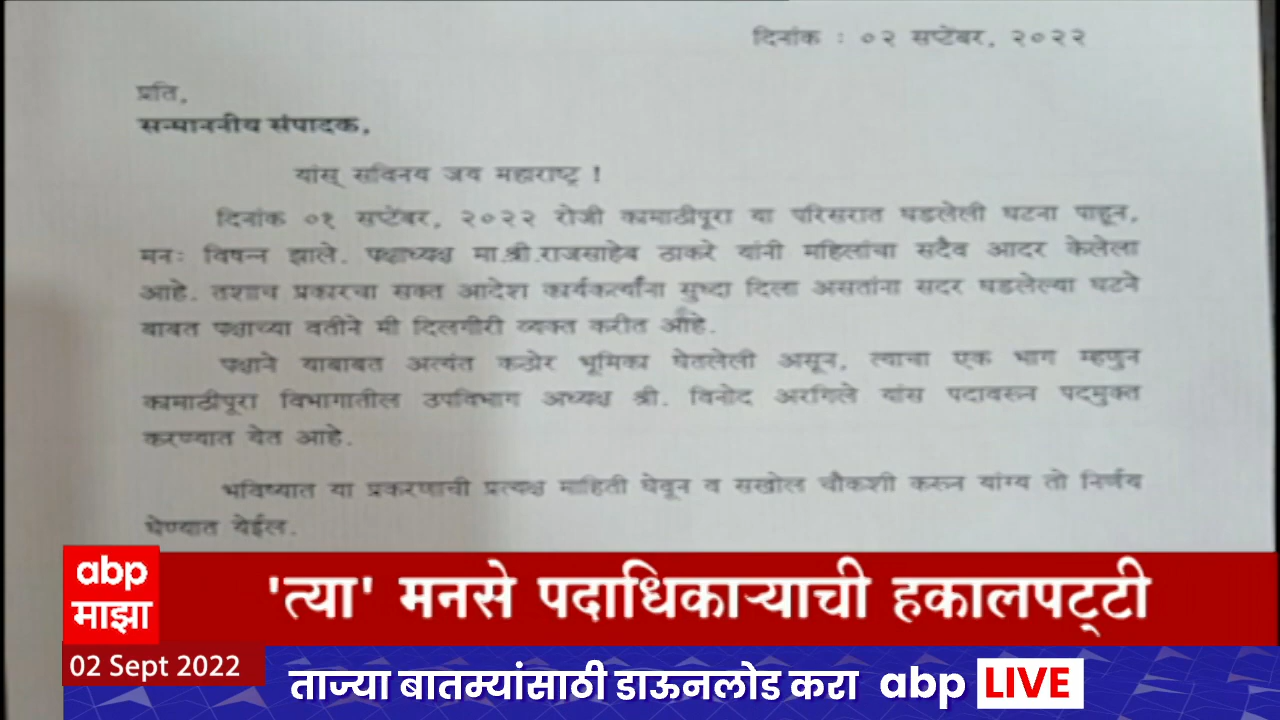 दिनांक : ०२ सप्टेंबर, २०२२
प्रति,
सन्माननीय संपादक,
यांस् सविनय जय महाराष्ट्र !
दिनांक ०१ सप्टेंबर, २०२२ रोजी कामाठीपूरा या परिसरात घडलेली घटना पाहून,
मनः विषन्न झाले. पक्षाध्यक्ष मा.श्री.राजसाहेब ठाकरे यांनी महिलांचा सदैव आदर केलेला
आहे. तशाच प्रकारचा सक्त आदेश कार्यकर्त्यांना सुध्दा दिला असतांना सदर घडलेल्या घटने
बाबत पक्षाच्या वतीने मी दिलगीरी व्यक्त करीत आहे.
पक्षाने याबाबत अत्यंत कठोर भूमिका घेतलेली असून, त्याचा एक भाग म्हणुन
कामाठीपूरा विभागातील उपविभाग अध्यक्ष श्री. विनोद अरगिले यांस पदावरून पद्मुक्त
करण्यात येत आहे.
भविष्यात या प्रकरणाची प्रत्यक्ष माहिती घेवून व सखोल चौकशी करून यांग्य तो निर्णय
घेण्यात येईल.
abp
माझा
'त्या' मनसे पदाधिकाऱ्याची हकालपट्टी
02 Sept 2022
ताज्या बातम्यांसाठी डाऊनलोड करा abp LIVE